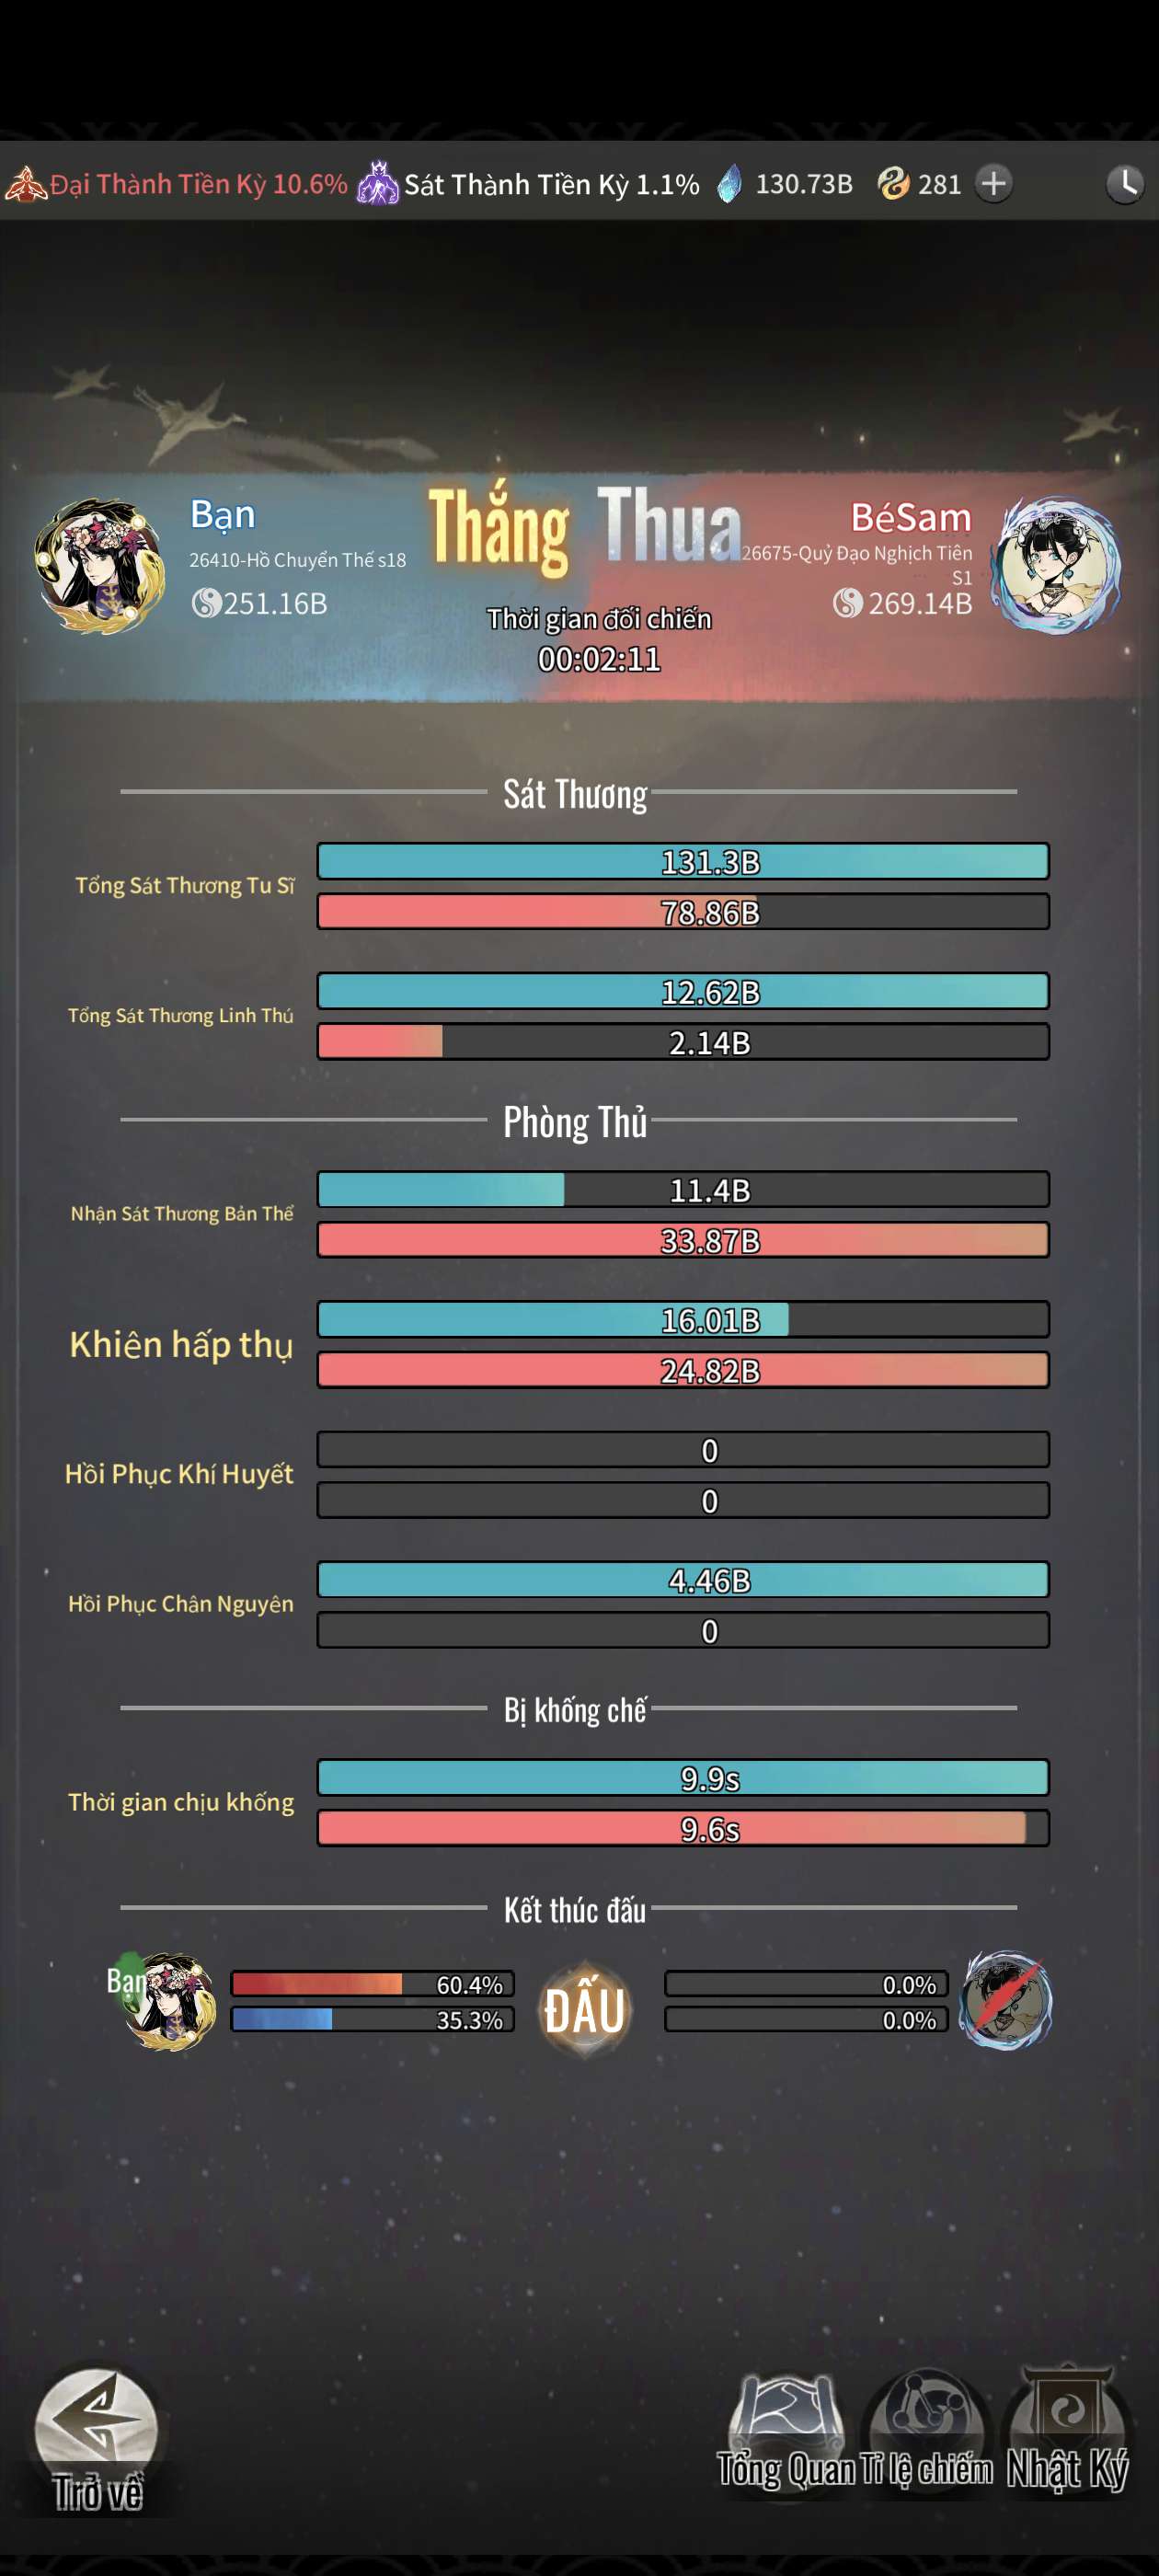 Đại Thành Tiền Kỳ 10.6% Sát Thành Tiền Kỳ 1.1% 130.73B 281
Thắng Thua
Bạn
26410-Hồ Chuyển Thế s18
251.16B
BéSam
26675-Quỷ Đạo Nghịch Tiên
S1
269.14B
Thời gian đối chiến
00:02:11
Sát Thương
Tổng Sát Thương Tu Sĩ
131.3B
78.86B
Tổng Sát Thương Linh Thú
12.62B
2.14B
Phòng Thủ
Nhận Sát Thương Bản Thể
11.4B
33.87B
Khiên hấp thụ
16.01B
24.82B
Hồi Phục Khí Huyết
0
0
Hồi Phục Chân Nguyên
4.46B
0
Bị khống chế
Thời gian chịu khống
9.9s
9.6s
Kết thúc đấu
Bạn
60.4%
35.3%
ĐẤU
0.0%
0.0%
Trở về
Tổng Quan
Tỉ lệ chiếm
Nhật Ký